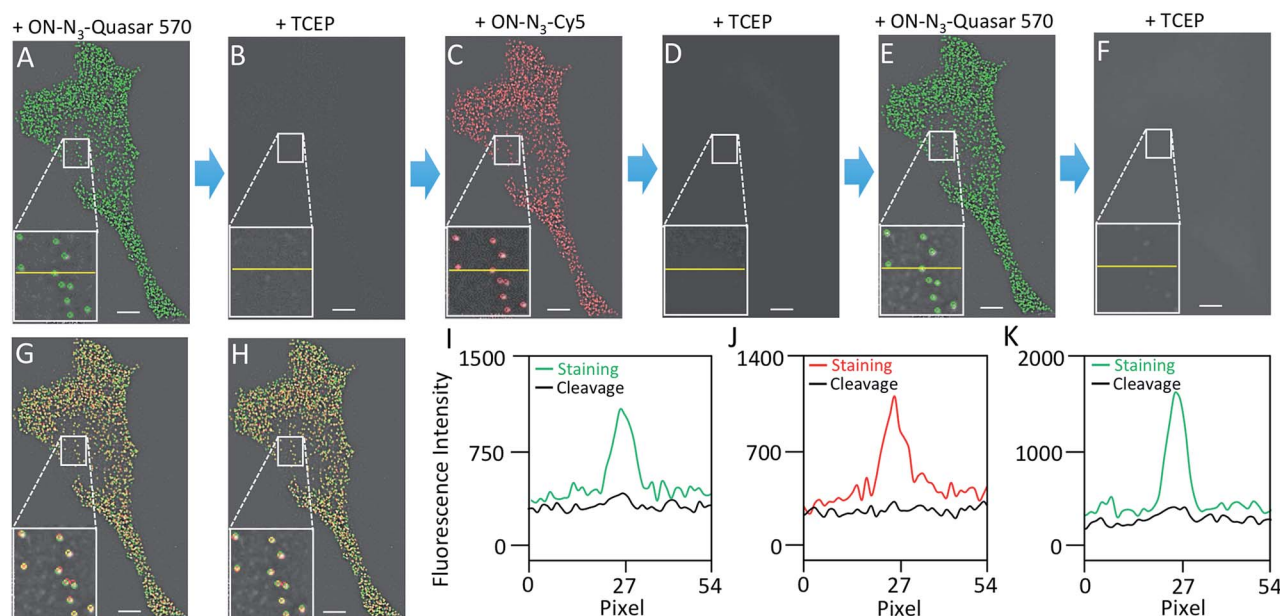 + ON-N3-Quasar 570
+ TCEP
+ ON-N3-Cy5
+ TCEP
+ ON-N3-Quasar 570
+ TCEP
A
B
C
D
E
F
G
H
I
J
K
Fluorescence Intensity
1500
750
0
Staining
Cleavage
0
27
54
Pixel
1400
700
0
Staining
Cleavage
0
27
54
Pixel
2000
1000
0
Staining
Cleavage
0
27
54
Pixel